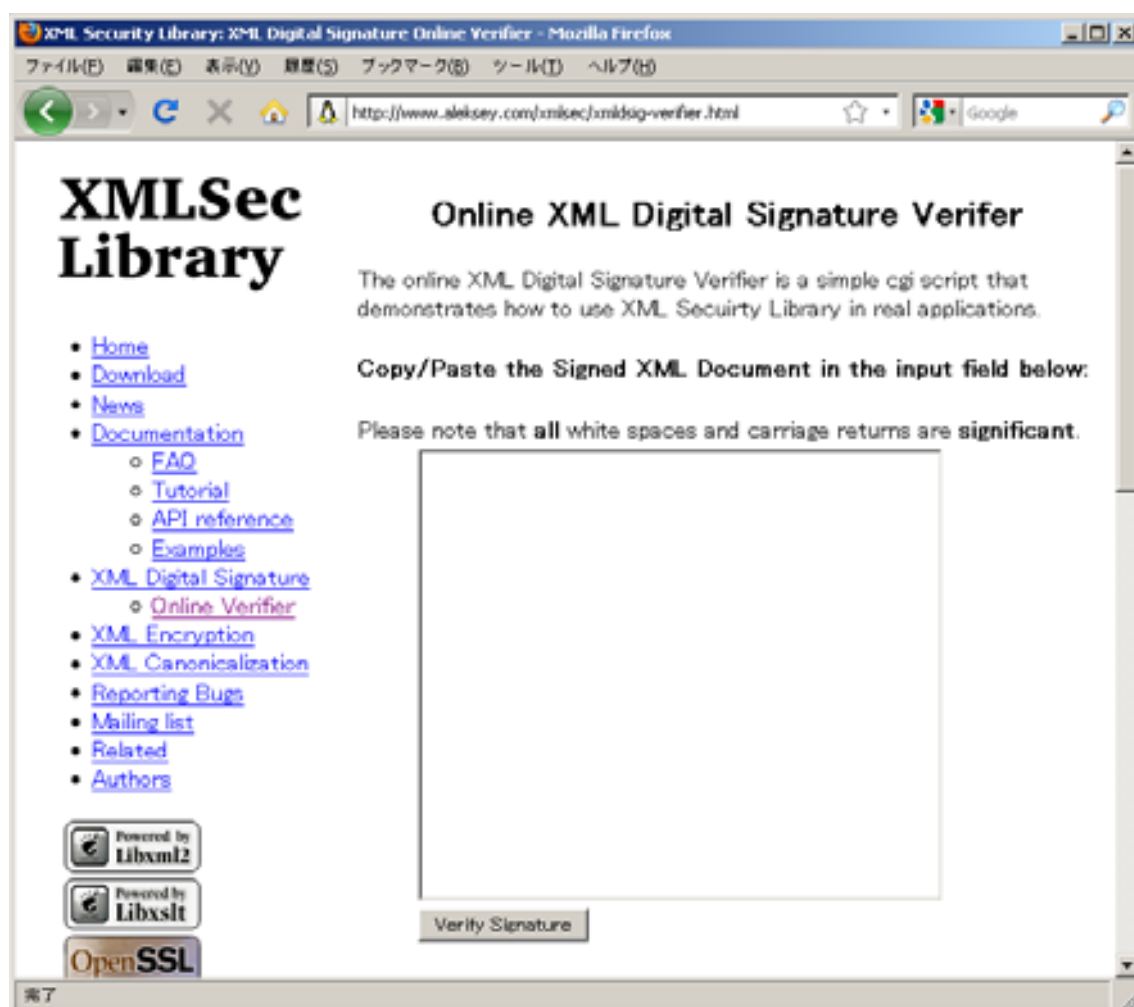 XML Security Library: XML Digital Signature Online Verifier - Mozilla Firefox
ファイル(F) 編集(E) 表示(V) 履歴(S) ブックマーク(B) ツール(T) ヘルプ(H)
http://www.aleksey.com/xmlsec/xmldsig-verifier.html
Google
XMLSec
Library
Online XML Digital Signature Verifer
The online XML Digital Signature Verifier is a simple cgi script that
demonstrates how to use XML Secuirty Library in real applications.
Home
Download
News
Documentation
FAQ
Tutorial
API reference
Examples
XML Digital Signature
Online Verifier
XML Encryption
XML Canonicalization
Reporting Bugs
Mailing list
Related
Authors
Copy/Paste the Signed XML Document in the input field below:
Please note that all white spaces and carriage returns are significant.
Verify Signature
Powered by
Libxml2
Powered by
Libxslt
OpenSSL
完了